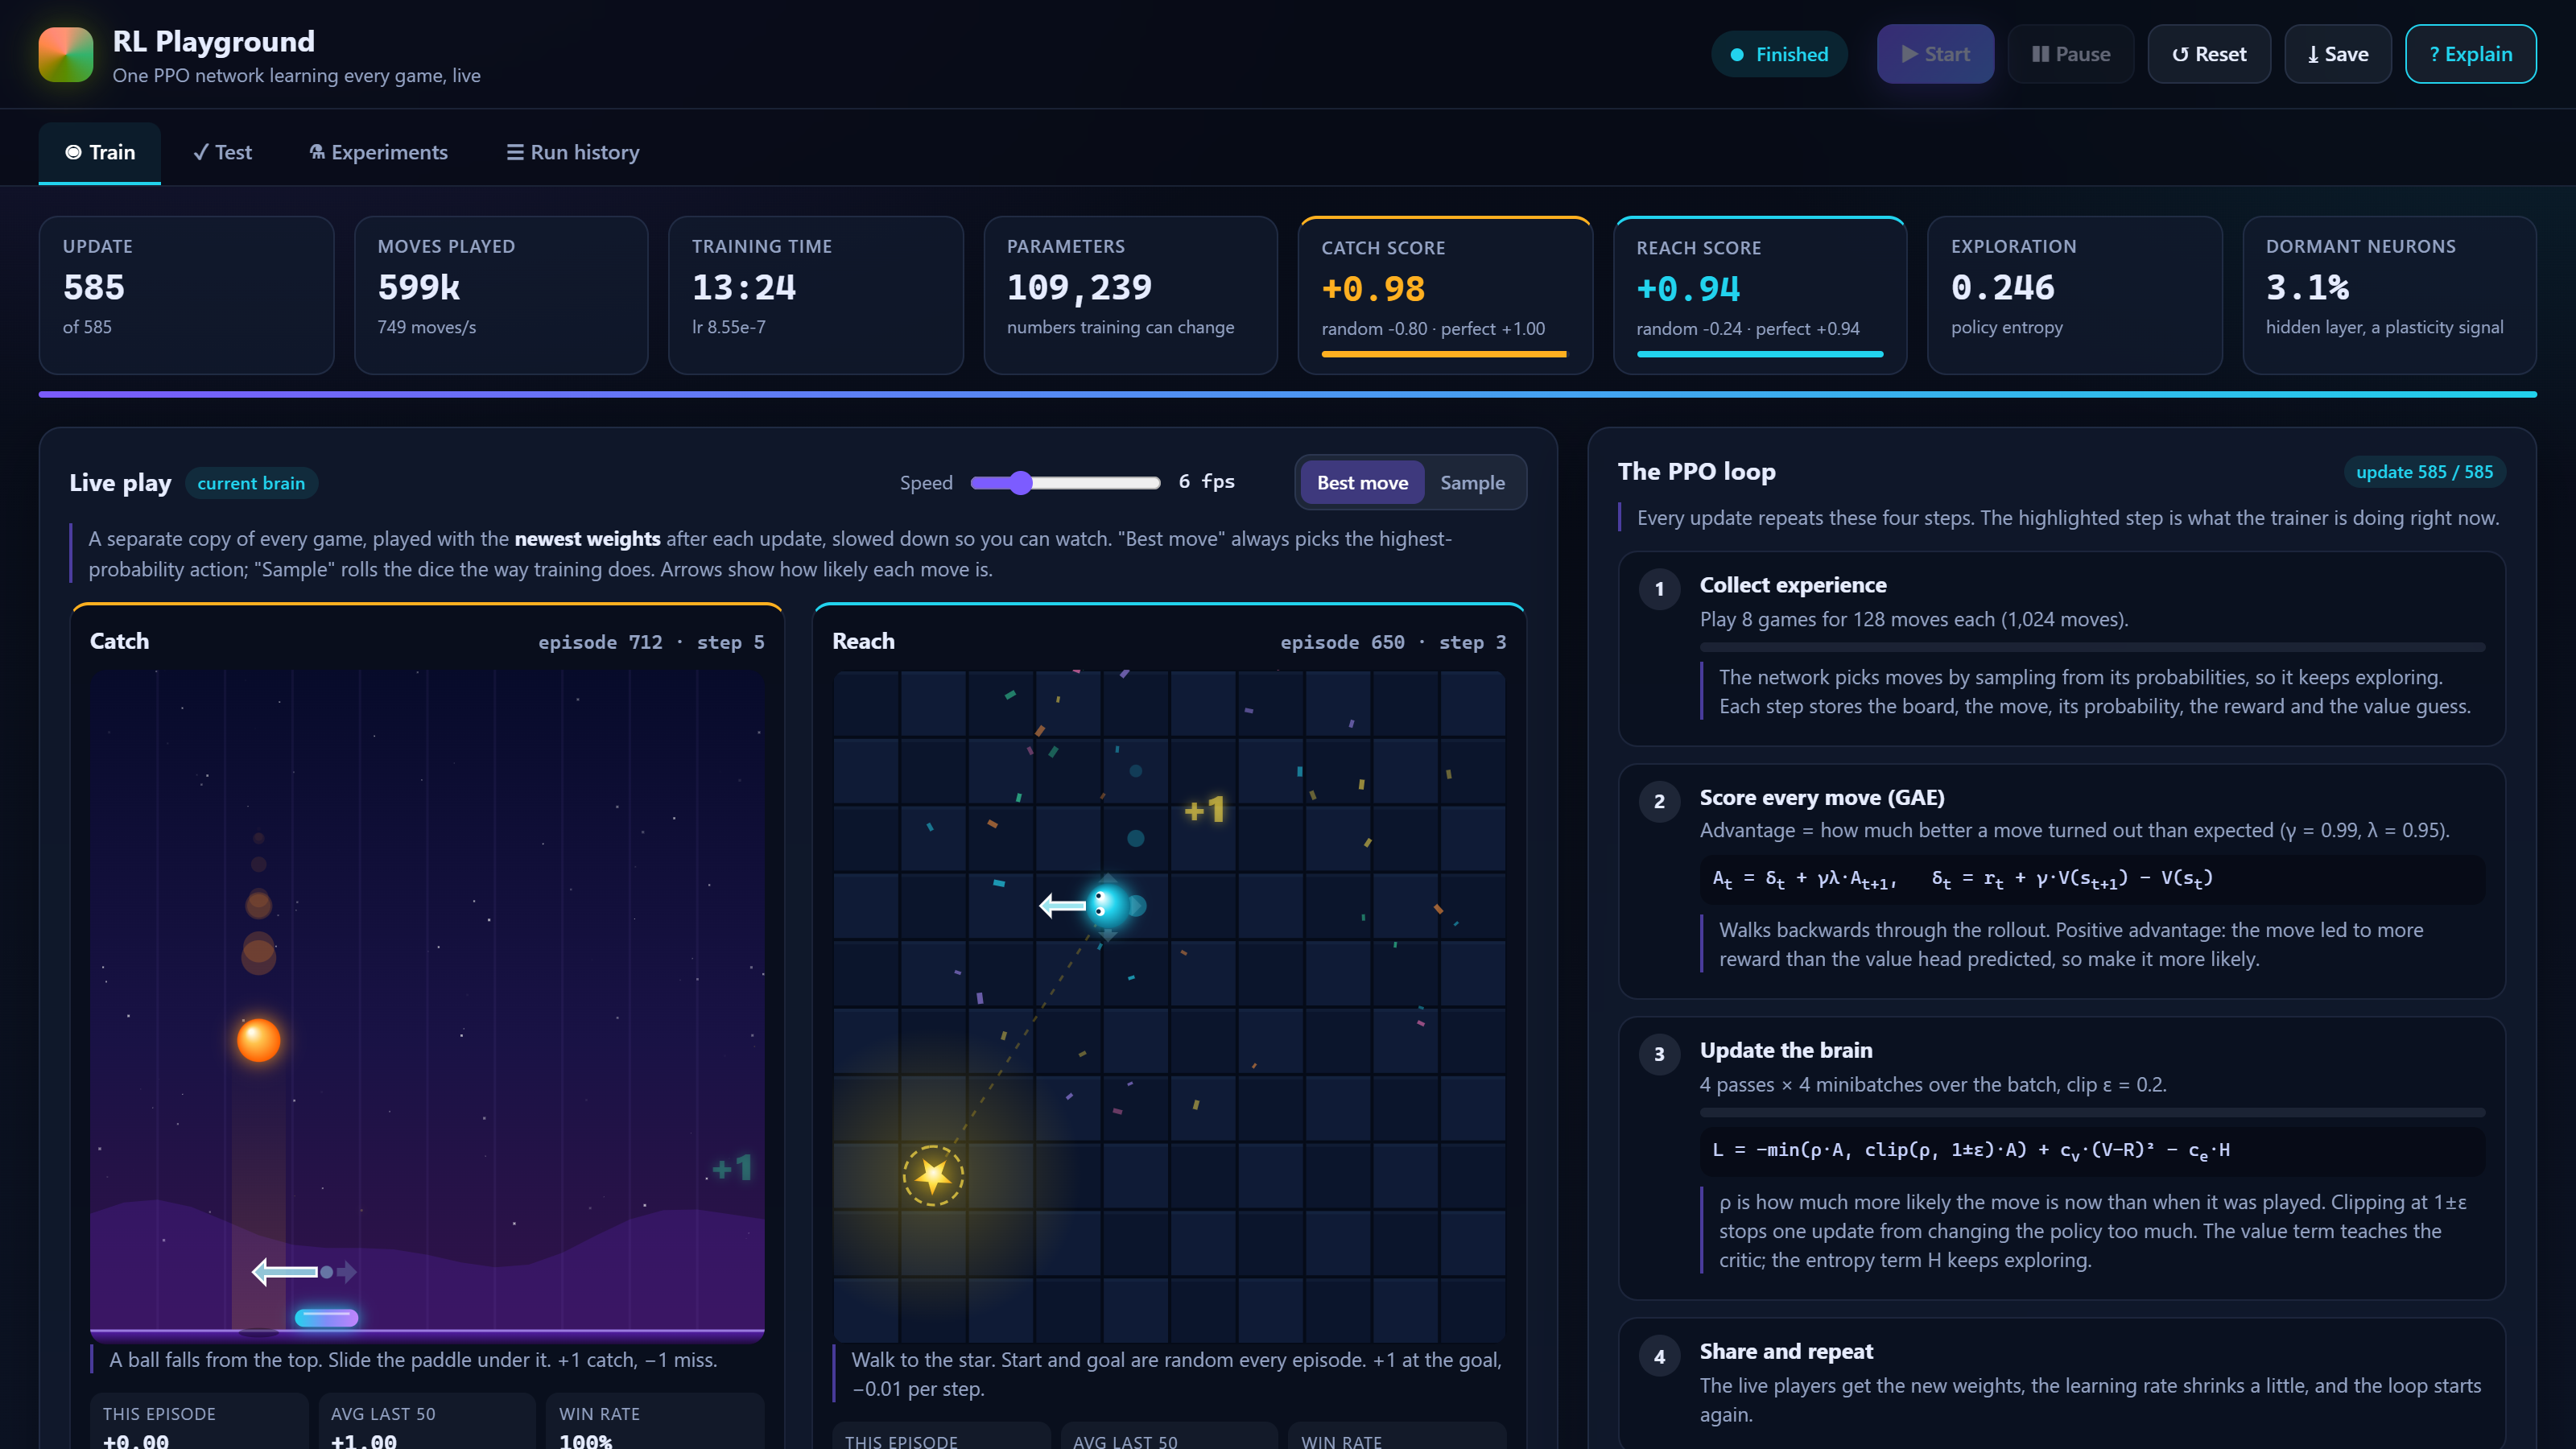 RL Playground
One PPO network learning every game, live
Finished
▶ Start
Pause
↺ Reset
↓ Save
? Explain
Train
✓ Test
Experiments
☰ Run history
UPDATE
585
of 585
MOVES PLAYED
599k
749 moves/s
TRAINING TIME
13:24
lr 8.55e-7
PARAMETERS
109,239
numbers training can change
CATCH SCORE
+0.98
random -0.80 · perfect +1.00
REACH SCORE
+0.94
random -0.24 · perfect +0.94
EXPLORATION
0.246
policy entropy
DORMANT NEURONS
3.1%
hidden layer, a plasticity signal
Live play
current brain
Speed
6 fps
Best move
Sample
A separate copy of every game, played with the newest weights after each update, slowed down so you can watch. "Best move" always picks the highest-
probability action; "Sample" rolls the dice the way training does. Arrows show how likely each move is.
Catch
episode 712 · step 5
+1
A ball falls from the top. Slide the paddle under it. +1 catch, −1 miss.
THIS EPISODE
+0.00
AVG LAST 50
+1.00
WIN RATE
100%
Reach
episode 650 · step 3
+1
Walk to the star. Start and goal are random every episode. +1 at the goal,
−0.01 per step.
THIS EPISODE
AVG LAST 50
WIN RATE
The PPO loop
update 585 / 585
Every update repeats these four steps. The highlighted step is what the trainer is doing right now.
1
Collect experience
Play 8 games for 128 moves each (1,024 moves).
The network picks moves by sampling from its probabilities, so it keeps exploring.
Each step stores the board, the move, its probability, the reward and the value guess.
2
Score every move (GAE)
Advantage = how much better a move turned out than expected (γ = 0.99, λ = 0.95).
Aₜ = δₜ + γλ·Aₜ₊₁, δₜ = rₜ + γ·V(sₜ₊₁) − V(sₜ)
Walks backwards through the rollout. Positive advantage: the move led to more
reward than the value head predicted, so make it more likely.
3
Update the brain
4 passes × 4 minibatches over the batch, clip ε = 0.2.
L = −min(ρ·A, clip(ρ, 1±ε)·A) + cᵥ·(V−R)² − cₑ·H
ρ is how much more likely the move is now than when it was played. Clipping at 1±ε
stops one update from changing the policy too much. The value term teaches the
critic; the entropy term H keeps exploring.
4
Share and repeat
The live players get the new weights, the learning rate shrinks a little, and the loop starts
again.